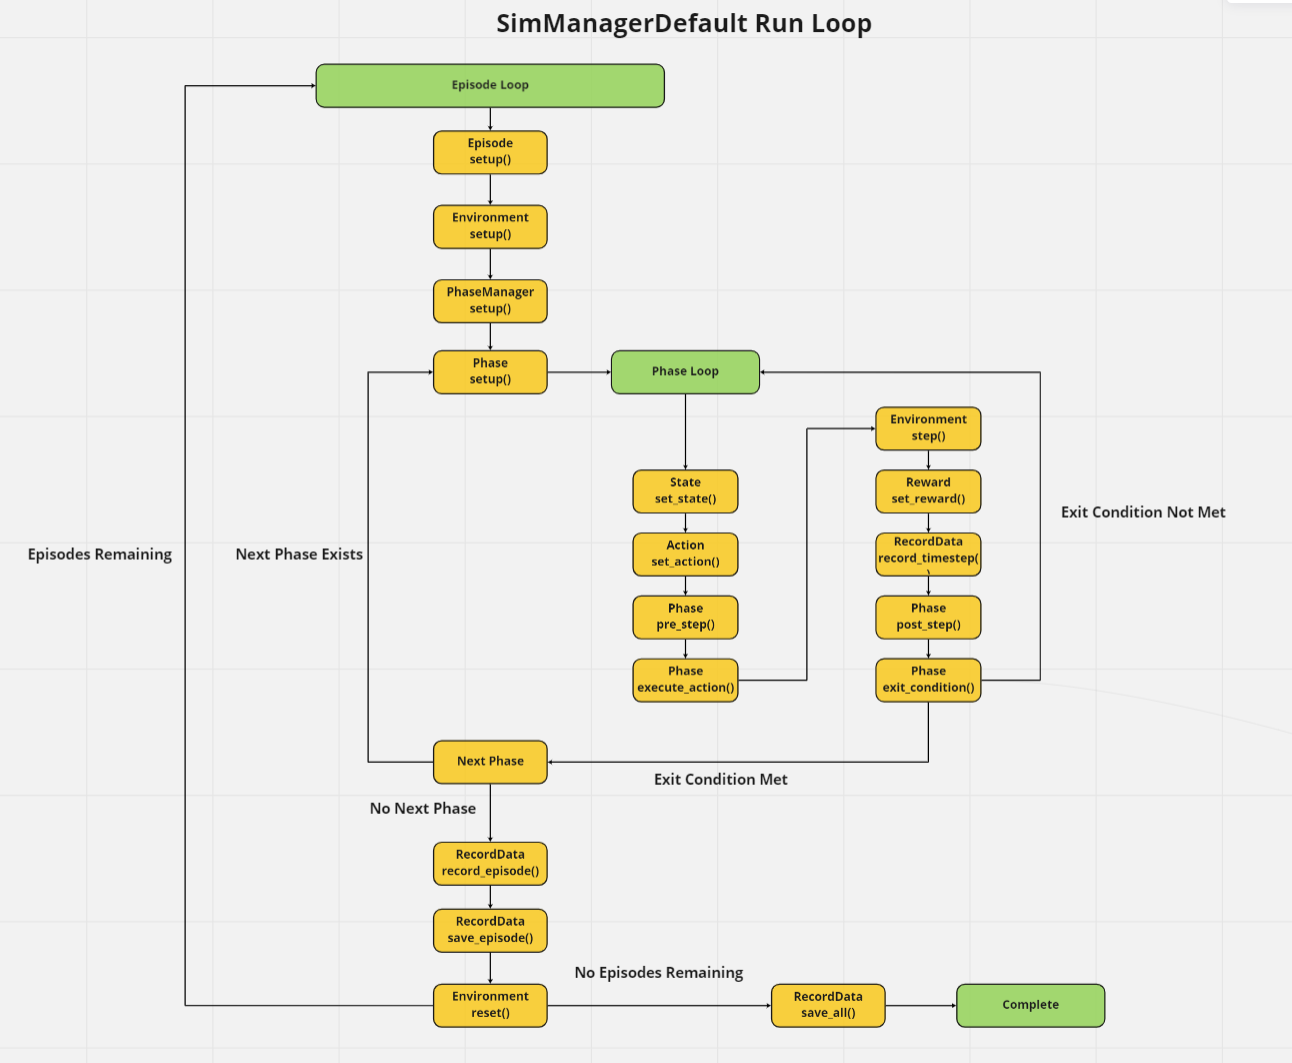 SimManagerDefault Run Loop
Episode Loop
Episode
setup()
Environment
setup()
PhaseManager
setup()
Phase
setup()
Phase Loop
State
set_state()
Action
set_action()
Phase
pre_step()
Phase
execute_action()
Environment
step()
Reward
set_reward()
RecordData
record_timestep(
)
Phase
post_step()
Phase
exit_condition()
Exit Condition Not Met
Episodes Remaining
Next Phase Exists
Next Phase
Exit Condition Met
No Next Phase
RecordData
record_episode()
RecordData
save_episode()
Environment
reset()
No Episodes Remaining
RecordData
save_all()
Complete